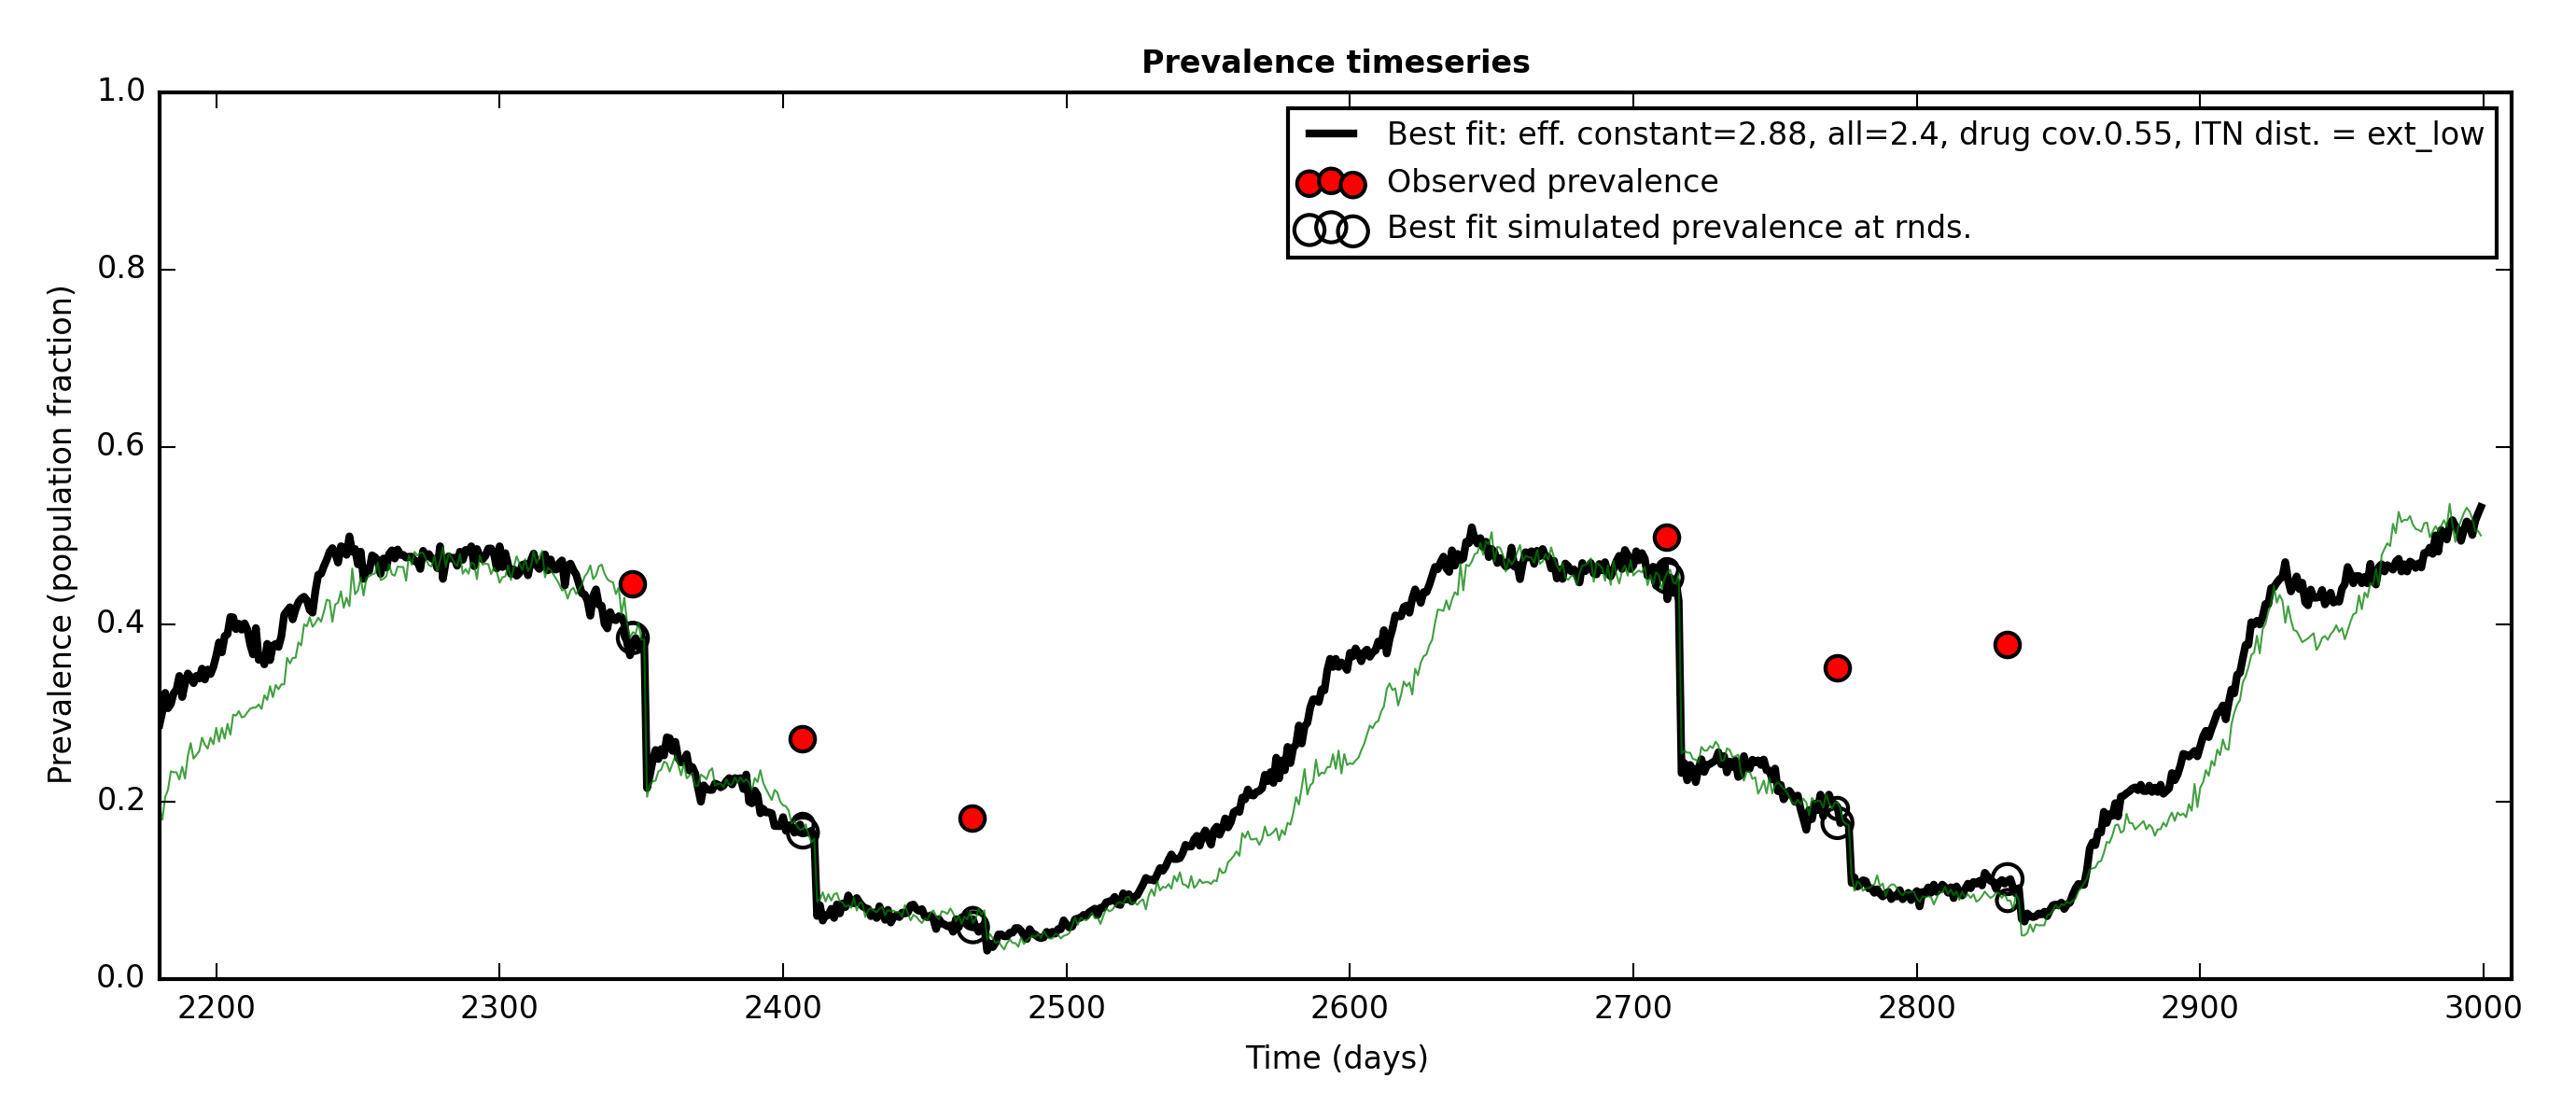 Prevalence timeseries
1.0
0.8
0.6
0.4
0.2
0.0
Prevalence (population fraction)
Best fit: eff. constant=2.88, all=2.4, drug cov.0.55, ITN dist. = ext_low
Observed prevalence
Best fit simulated prevalence at rnds.
2200 2300 2400 2500 2600 2700 2800 2900 3000
Time (days)